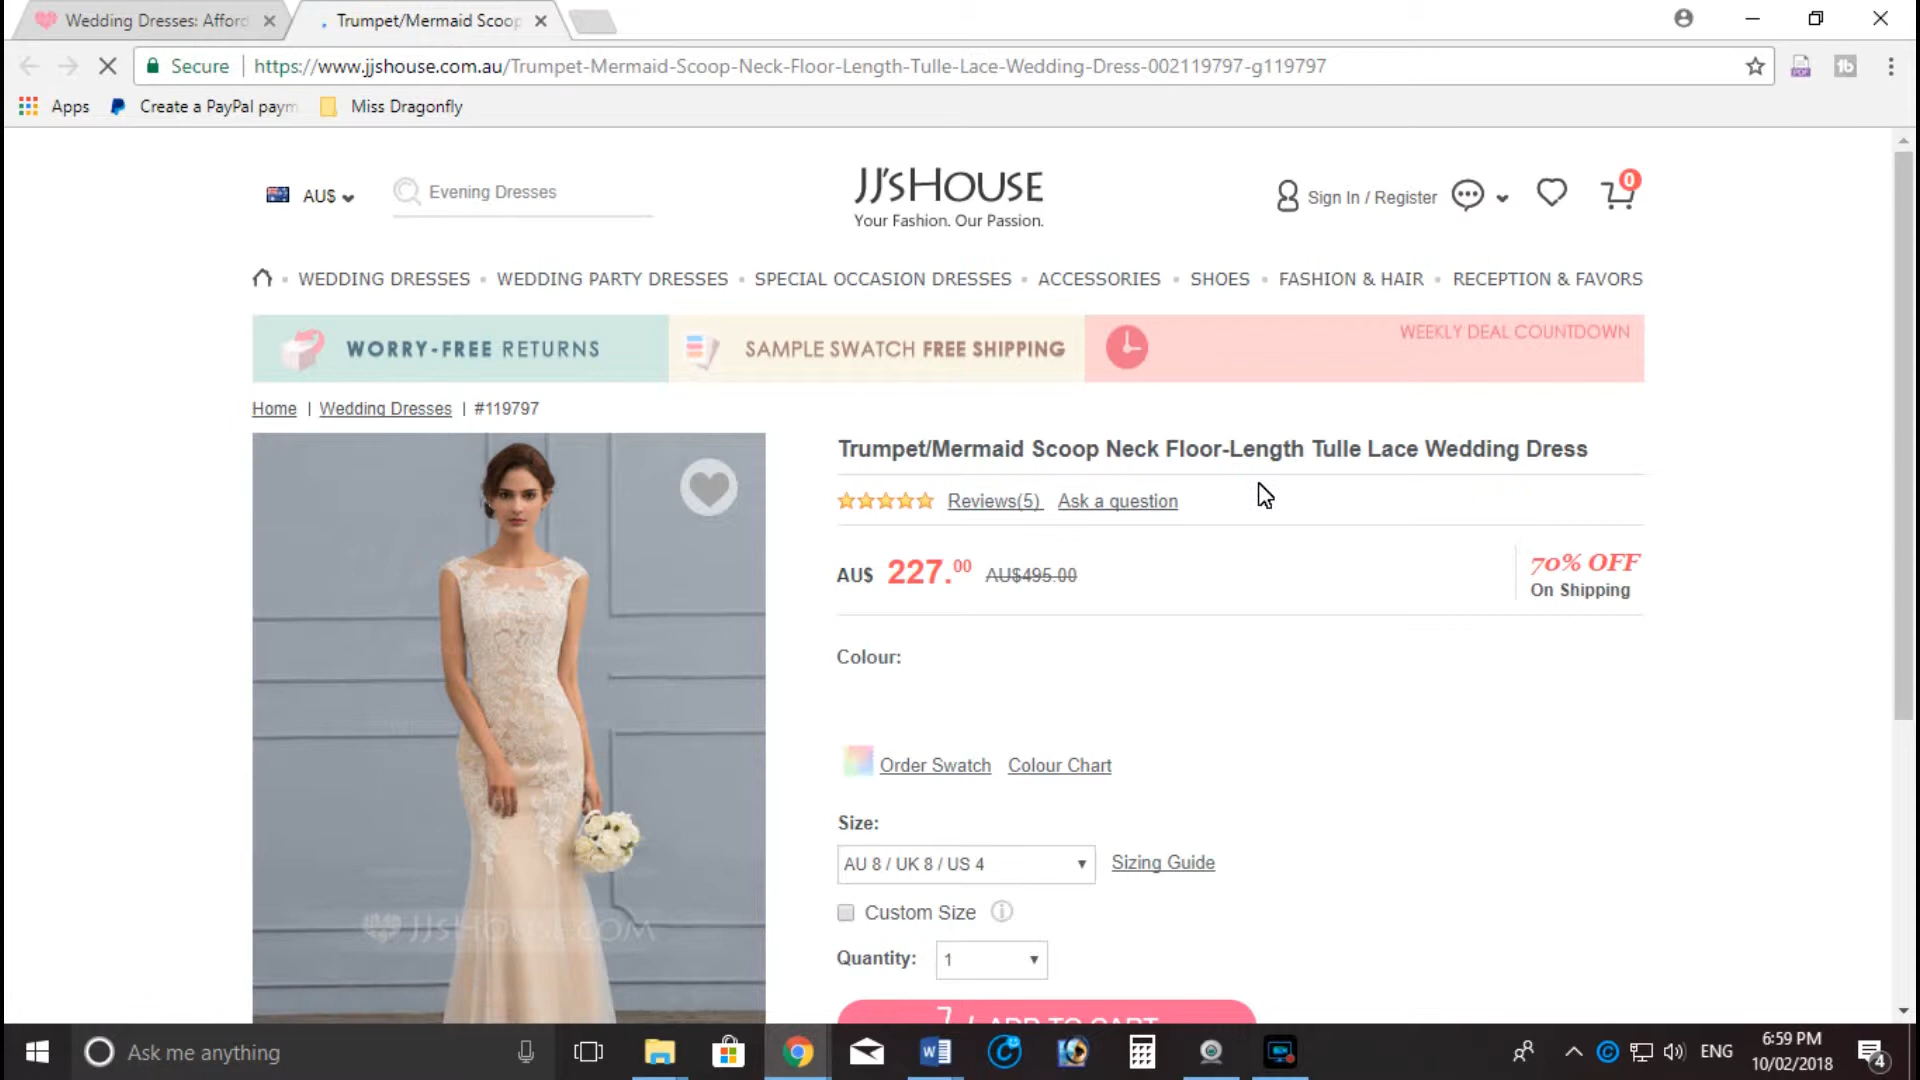 Wedding Dresses: Afford
Trumpet/Mermaid Scoop
Secure
https://www.jjshouse.com.au/Trumpet-Mermaid-Scoop-Neck-Floor-Length-Tulle-Lace-Wedding-Dress-002119797-g119797
Apps
Create a PayPal paym
Miss Dragonfly
AU$
Evening Dresses
JJ'sHOUSE
Your Fashion. Our Passion.
Sign In / Register
0
WEDDING DRESSES
WEDDING PARTY DRESSES
SPECIAL OCCASION DRESSES
ACCESSORIES
SHOES
FASHION & HAIR
RECEPTION & FAVORS
WORRY-FREE RETURNS
SAMPLE SWATCH FREE SHIPPING
WEEKLY DEAL COUNTDOWN
Home | Wedding Dresses | #119797
Trumpet/Mermaid Scoop Neck Floor-Length Tulle Lace Wedding Dress
Reviews(5)
Ask a question
AU$ 227.00 AU$495.00
70% OFF
On Shipping
Colour:
Order Swatch
Colour Chart
Size:
AU 8 / UK 8 / US 4
Sizing Guide
Custom Size
Quantity:
1
ADD TO CART
JJ'sHOUSE.COM
Ask me anything
ENG
6:59 PM
10/02/2018
4